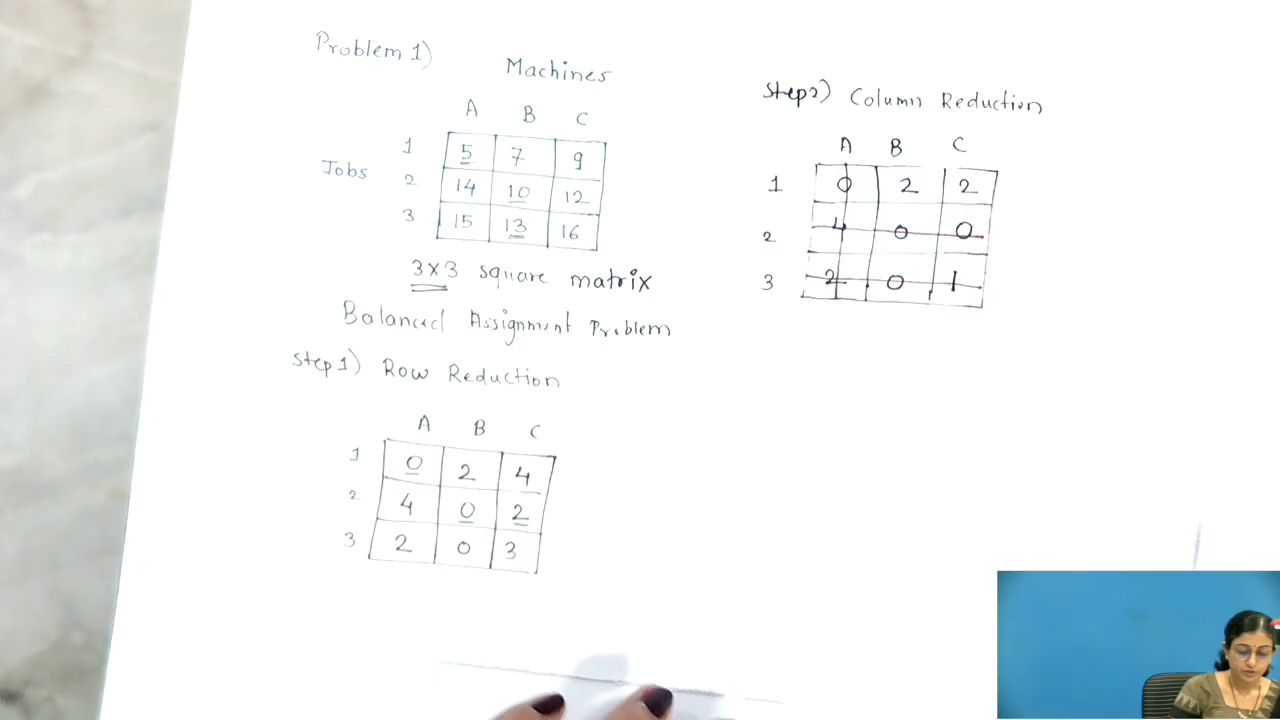 Problem 1)
Machines
A B C
1 5 7 9
Jobs 2 14 10 12
3 15 13 16
3x3 square matrix
Balanced Assignment Problem
Step 1) Row Reduction
A B C
1 0 2 4
2 4 0 2
3 2 0 3
Step 2) Column Reduction
A B C
1 0 2 2
2 4 0 0
3 2 0 1